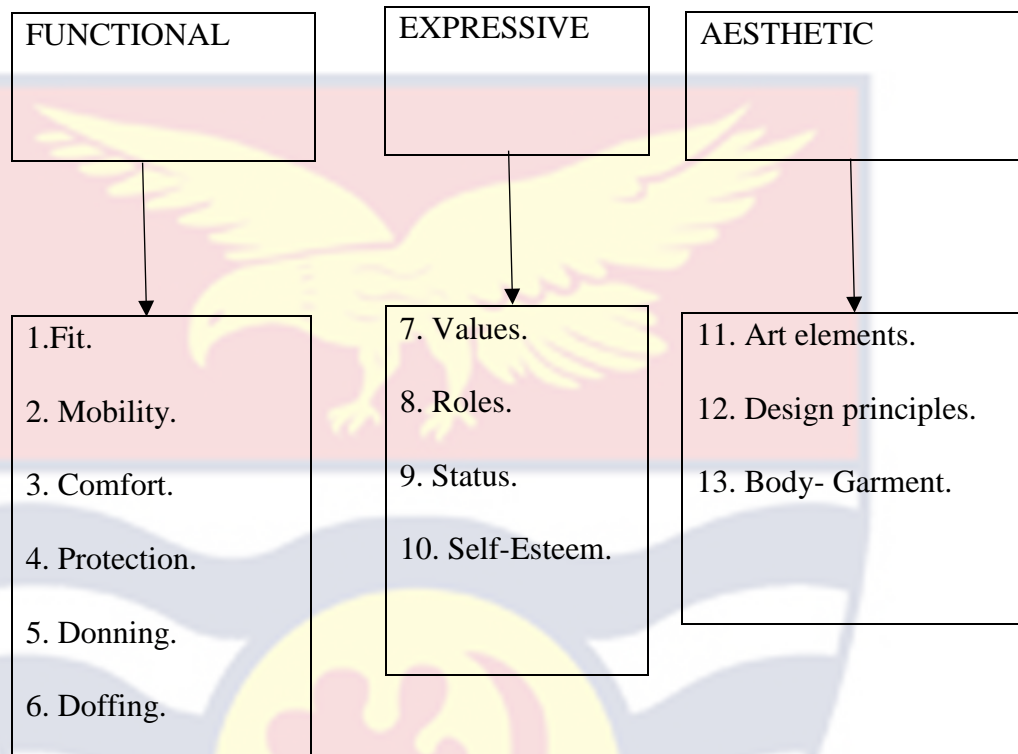 FUNCTIONAL
EXPRESSIVE
AESTHETIC
1.Fit.
2. Mobility.
3. Comfort.
4. Protection.
5. Donning.
6. Doffing.
7. Values.
8. Roles.
9. Status.
10. Self-Esteem.
11. Art elements.
12. Design principles.
13. Body- Garment.